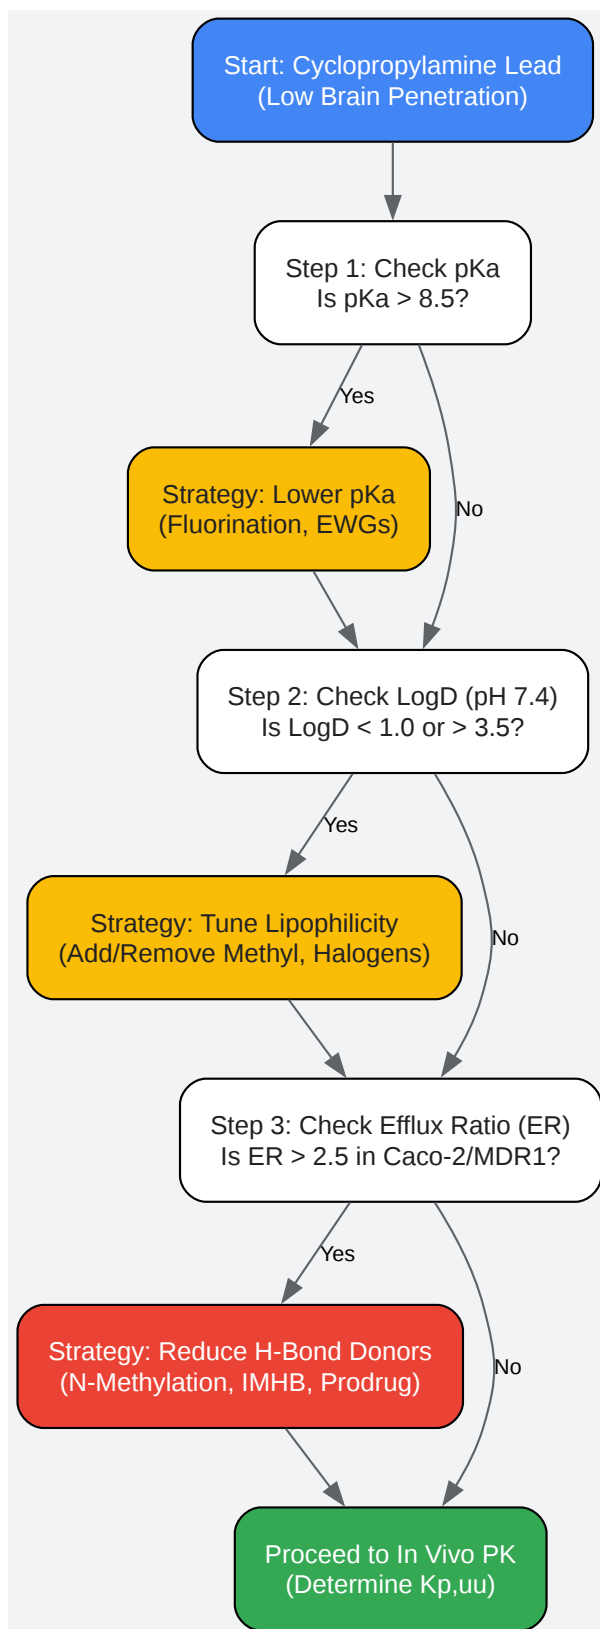 Start: Cyclopropylamine Lead
(Low Brain Penetration)
Step 1: Check pKa
Is pKa > 8.5?
Yes
Strategy: Lower pKa
(Fluorination, EWGs)
No
Step 2: Check LogD (pH 7.4)
Is LogD < 1.0 or > 3.5?
Yes
Strategy: Tune Lipophilicity
(Add/Remove Methyl, Halogens)
No
Step 3: Check Efflux Ratio (ER)
Is ER > 2.5 in Caco-2/MDR1?
Yes
Strategy: Reduce H-Bond Donors
(N-Methylation, IMHB, Prodrug)
No
Proceed to In Vivo PK
(Determine Kp,uu)